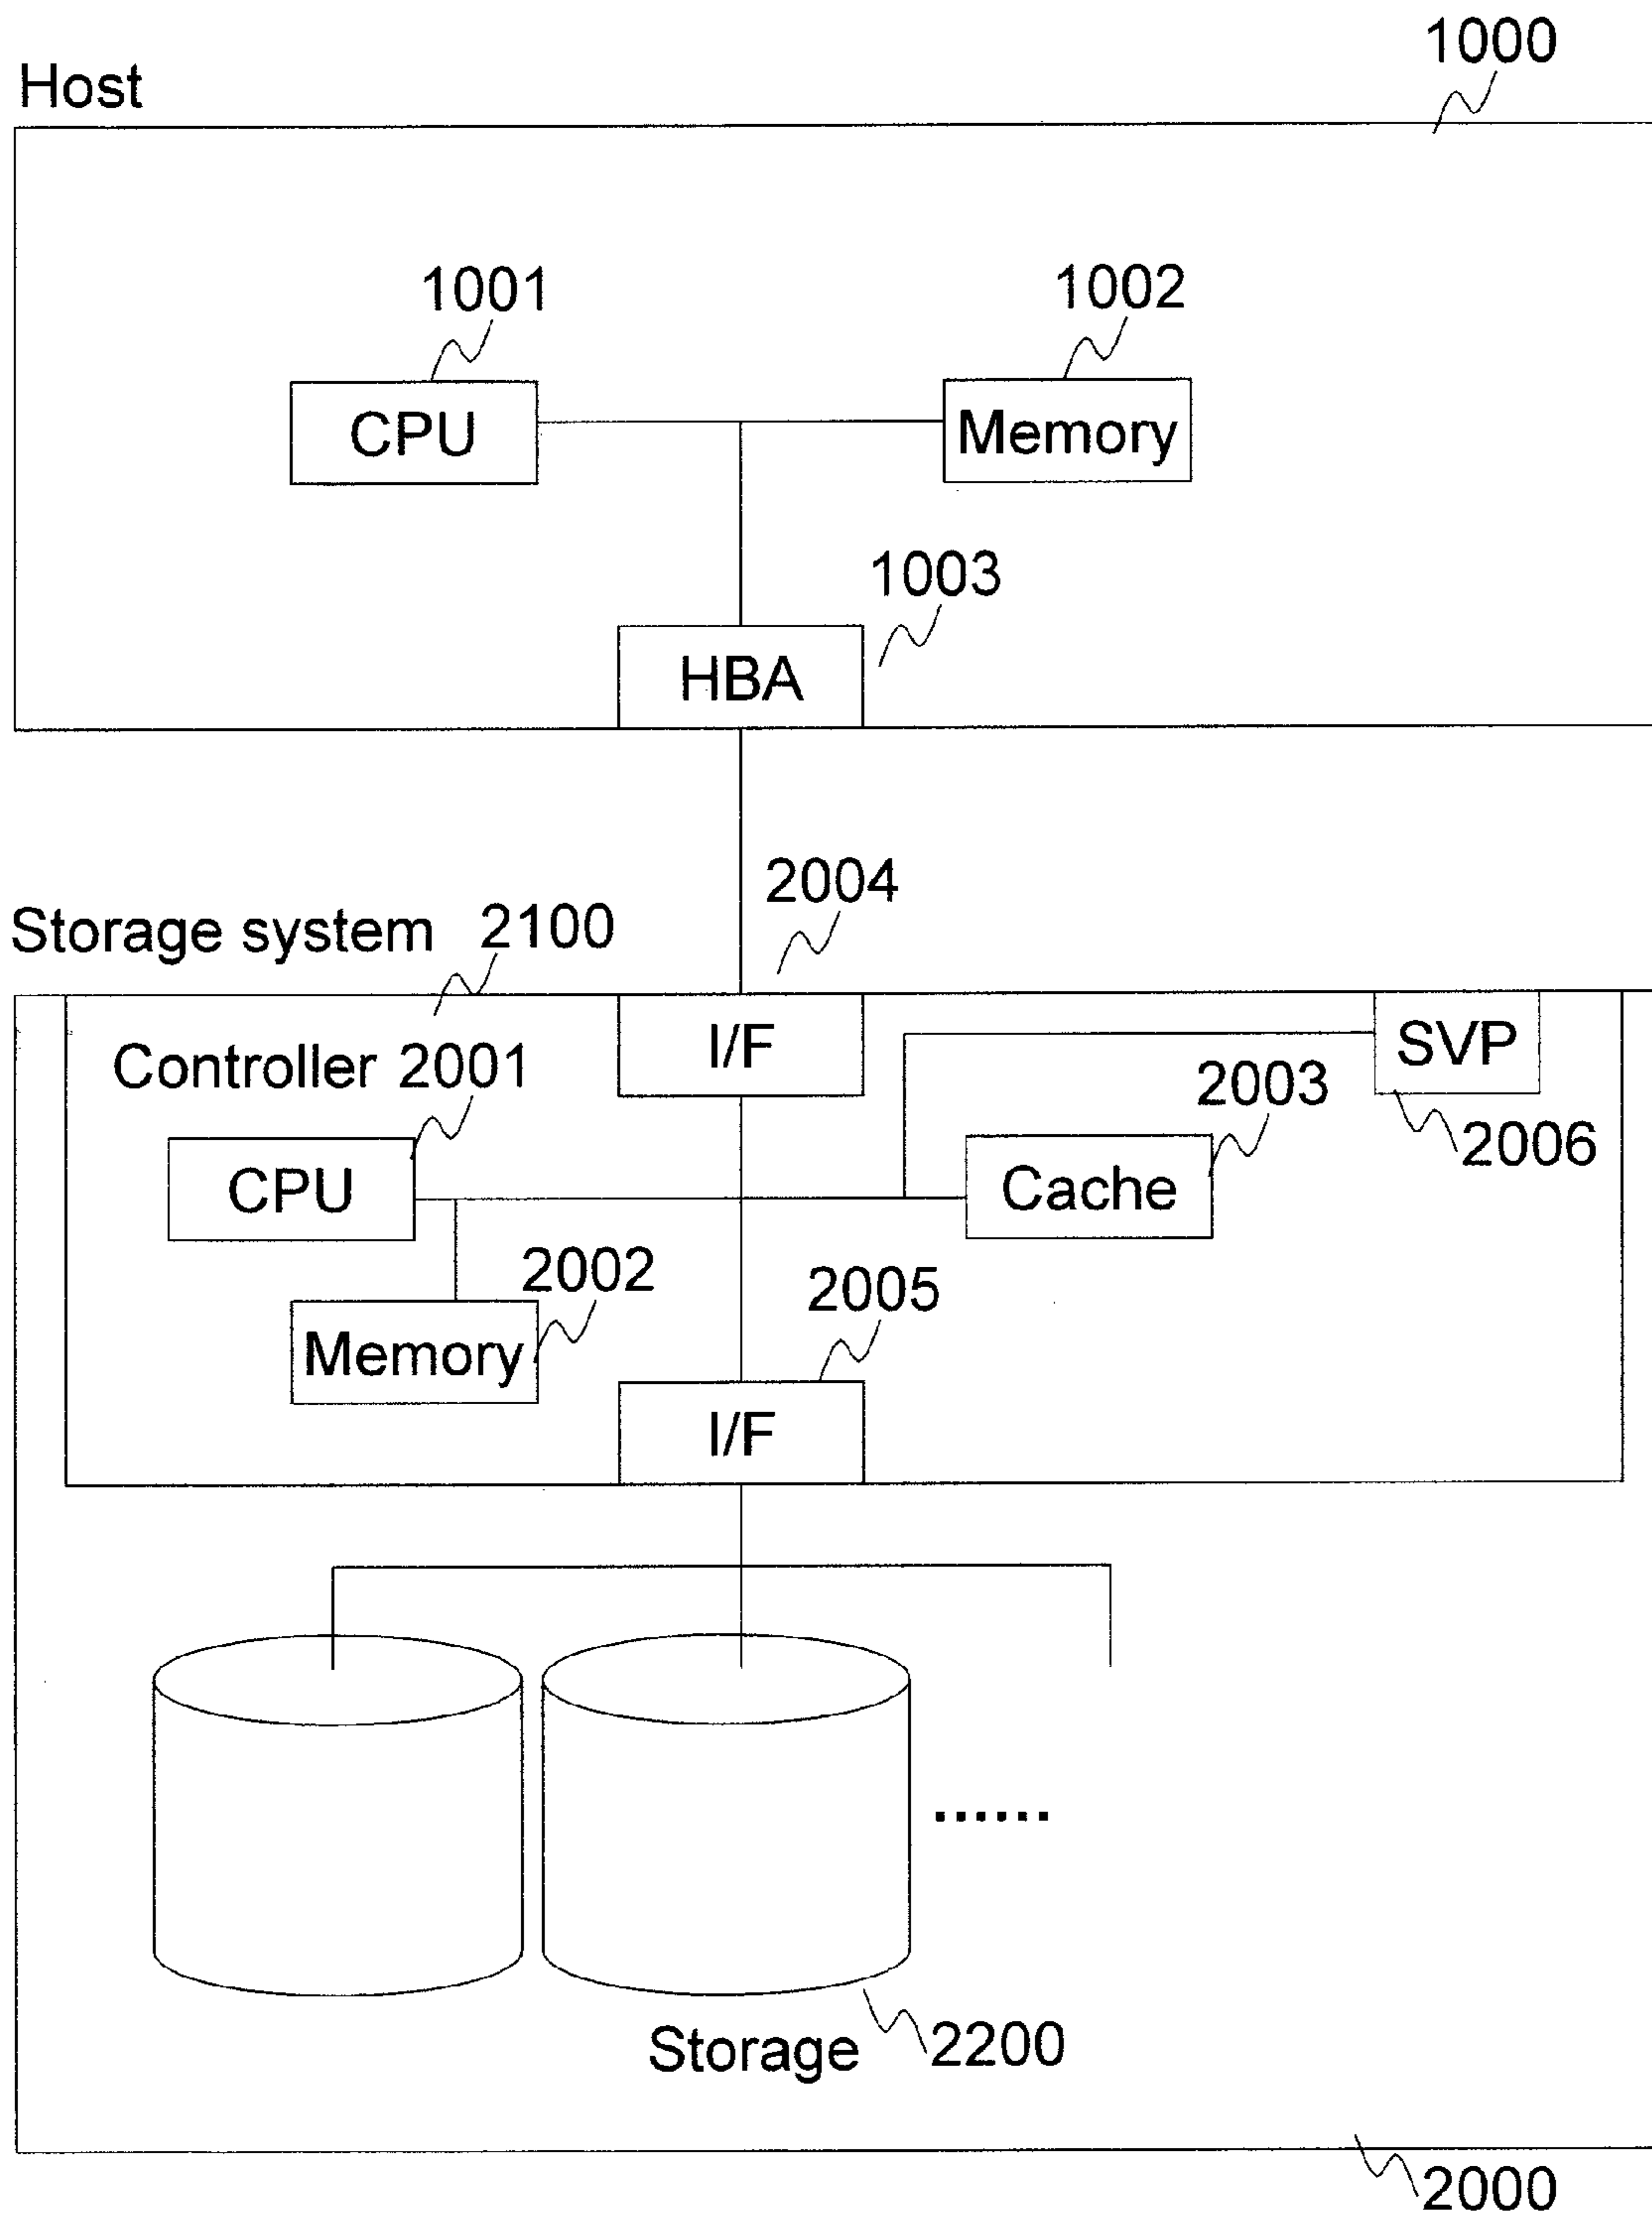 1000
Host
1001
1002
CPU
Memory
1003
HBA
2004
Storage system 2100
I/F
SVP
Controller 2001
2003
2006
CPU
Cache
2002
2005
Memory
I/F
......
Storage 2200
2000